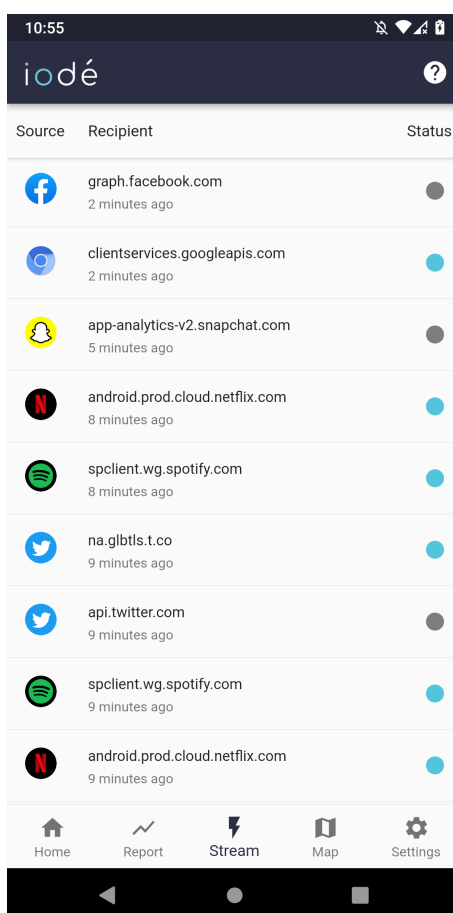 10:55
iodé
Source Recipient Status
graph.facebook.com
2 minutes ago
clientservices.googleapis.com
2 minutes ago
app-analytics-v2.snapchat.com
5 minutes ago
android.prod.cloud.netflix.com
8 minutes ago
spclient.wg.spotify.com
8 minutes ago
na.glbtls.t.co
9 minutes ago
api.twitter.com
9 minutes ago
spclient.wg.spotify.com
9 minutes ago
android.prod.cloud.netflix.com
9 minutes ago
Home Report Stream Map Settings